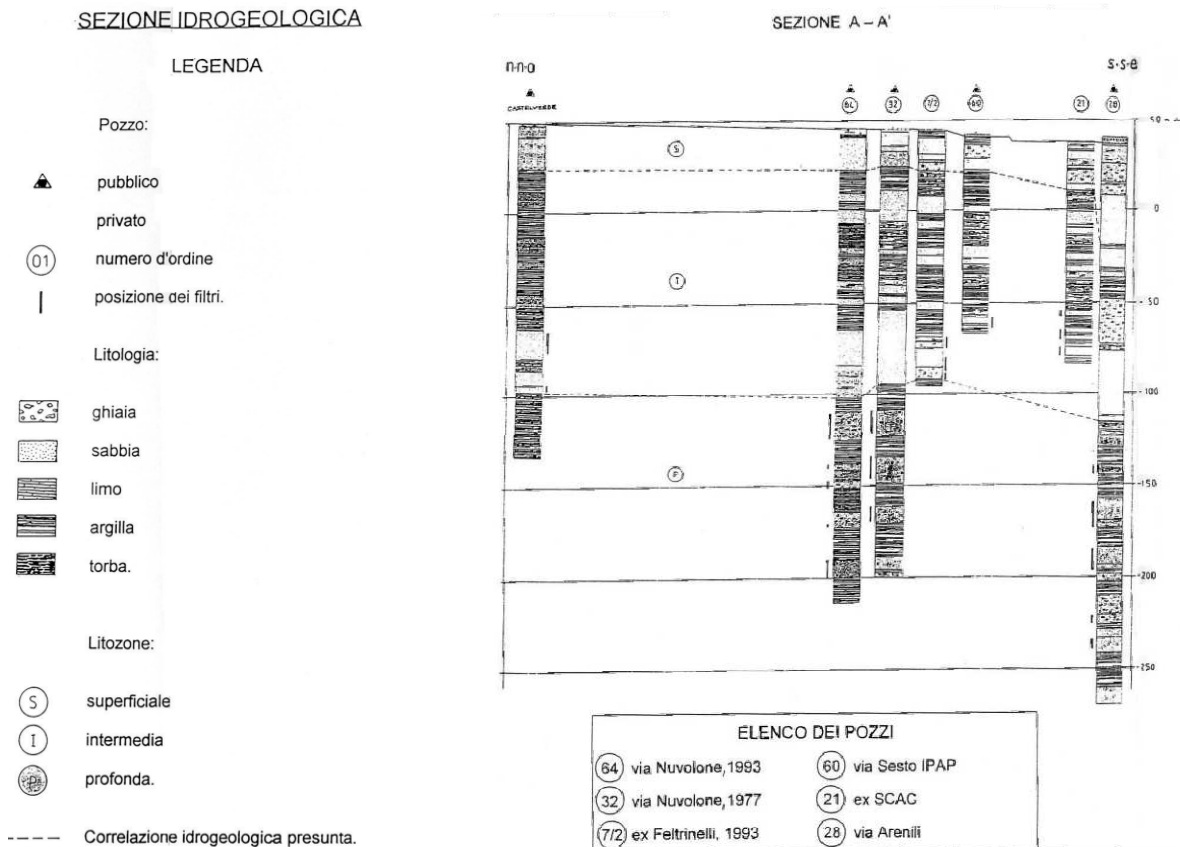 SEZIONE IDROGEOLOGICA
LEGENDA
Pozzo:
pubblico
privato
01 numero d'ordine
posizione dei filtri.
Litologia:
ghiaia
sabbia
limo
argilla
torba.
Litozone:
S superficiale
I intermedia
P profonda.
Correlazione idrogeologica presunta.
SEZIONE A-A'
n-n-o
s-s-e
CASTELVERDE
64 32 7/2 60 21 28
50
S
0
I
- 50
-100
P
-150
-200
-250
ELENCO DEI POZZI
64 via Nuvolone, 1993
60 via Sesto IPAP
32 via Nuvolone, 1977
21 ex SCAC
7/2 ex Feltrinelli, 1993
28 via Arenili